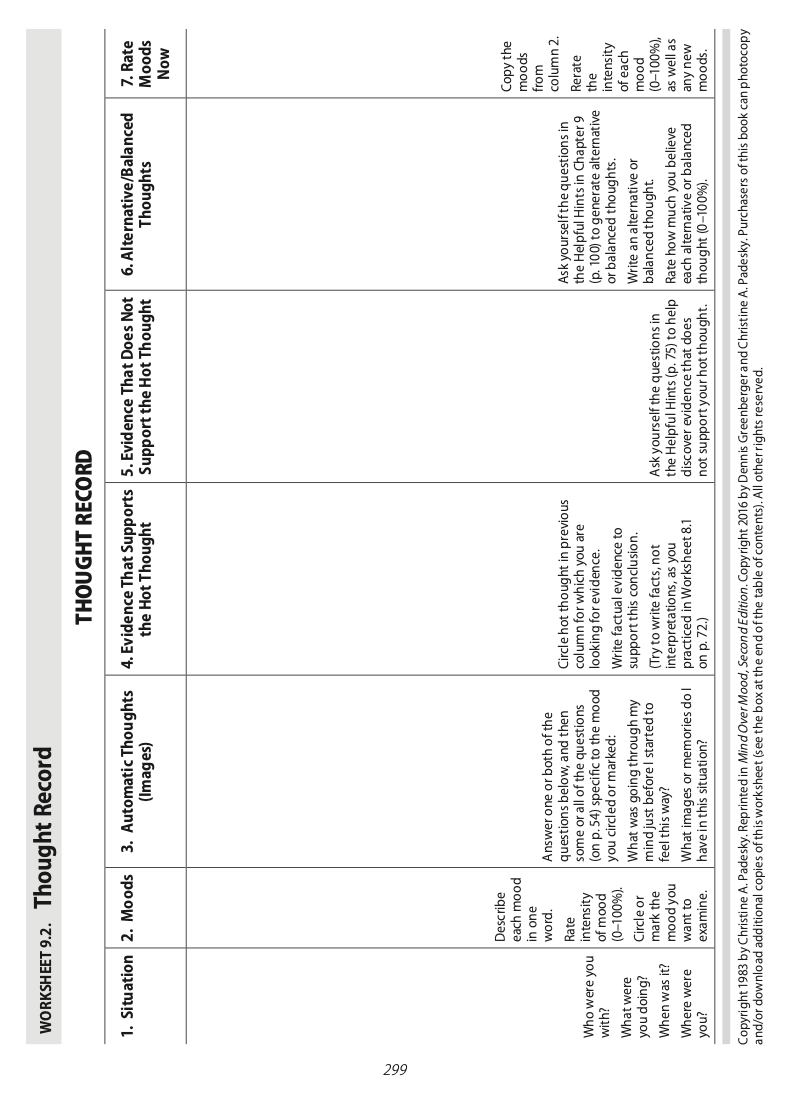 WORKSHEET 9.2. Thought Record
THOUGHT RECORD
1. Situation
2. Moods
3. Automatic Thoughts
(Images)
4. Evidence That Supports
the Hot Thought
5. Evidence That Does Not
Support the Hot Thought
6. Alternative/Balanced
Thoughts
7. Rate
Moods
Now
Who were you
with?
What were
you doing?
When was it?
Where were
you?
Describe
each mood
in one
word.
Rate
intensity
of mood
(0–100%).
Circle or
mark the
mood you
want to
examine.
Answer one or both of the
questions below, and then
some or all of the questions
(on p. 54) specific to the mood
you circled or marked:
What was going through my
mind just before I started to
feel this way?
What images or memories do I
have in this situation?
Circle hot thought in previous
column for which you are
looking for evidence.
Write factual evidence to
support this conclusion.
(Try to write facts, not
interpretations, as you
practiced in Worksheet 8.1
on p. 72.)
Ask yourself the questions in
the Helpful Hints (p. 75) to help
discover evidence that does
not support your hot thought.
Ask yourself the questions in
the Helpful Hints in Chapter 9
(p. 100) to generate alternative
or balanced thoughts.
Write an alternative or
balanced thought.
Rate how much you believe
each alternative or balanced
thought (0–100%).
Copy the
moods
from
column 2.
Rerate
the
intensity
of each
mood
(0–100%),
as well as
any new
moods.
Copyright 1983 by Christine A. Padesky. Reprinted in Mind Over Mood, Second Edition. Copyright 2016 by Dennis Greenberger and Christine A. Padesky. Purchasers of this book can photocopy
and/or download additional copies of this worksheet (see the box at the end of the table of contents). All other rights reserved.
299